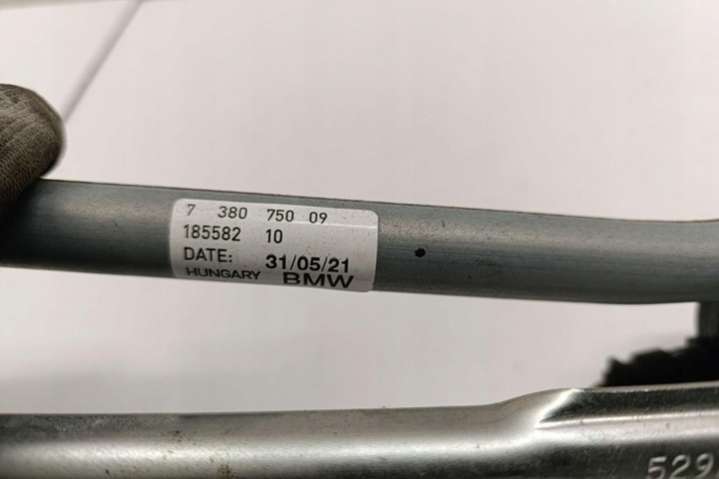 7 380 750 09
185582 10
DATE: 31/05/21
HUNGARY BMW
529